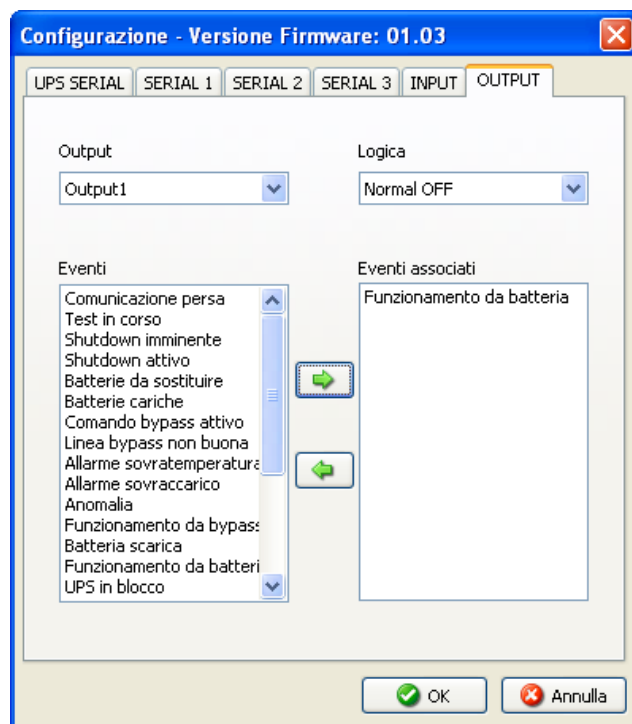 Configurazione - Versione Firmware: 01.03
UPS SERIAL SERIAL 1 SERIAL 2 SERIAL 3 INPUT OUTPUT
Output Logica
Output1 Normal OFF
Eventi Eventi associati
Comunicazione persa Funzionamento da batteria
Test in corso
Shutdown imminente
Shutdown attivo
Batterie da sostituire
Batterie cariche
Comando bypass attivo
Linea bypass non buona
Allarme sovratemperatura
Allarme sovraccarico
Anomalia
Funzionamento da bypass
Batteria scarica
Funzionamento da batteri
UPS in blocco
OK Annulla